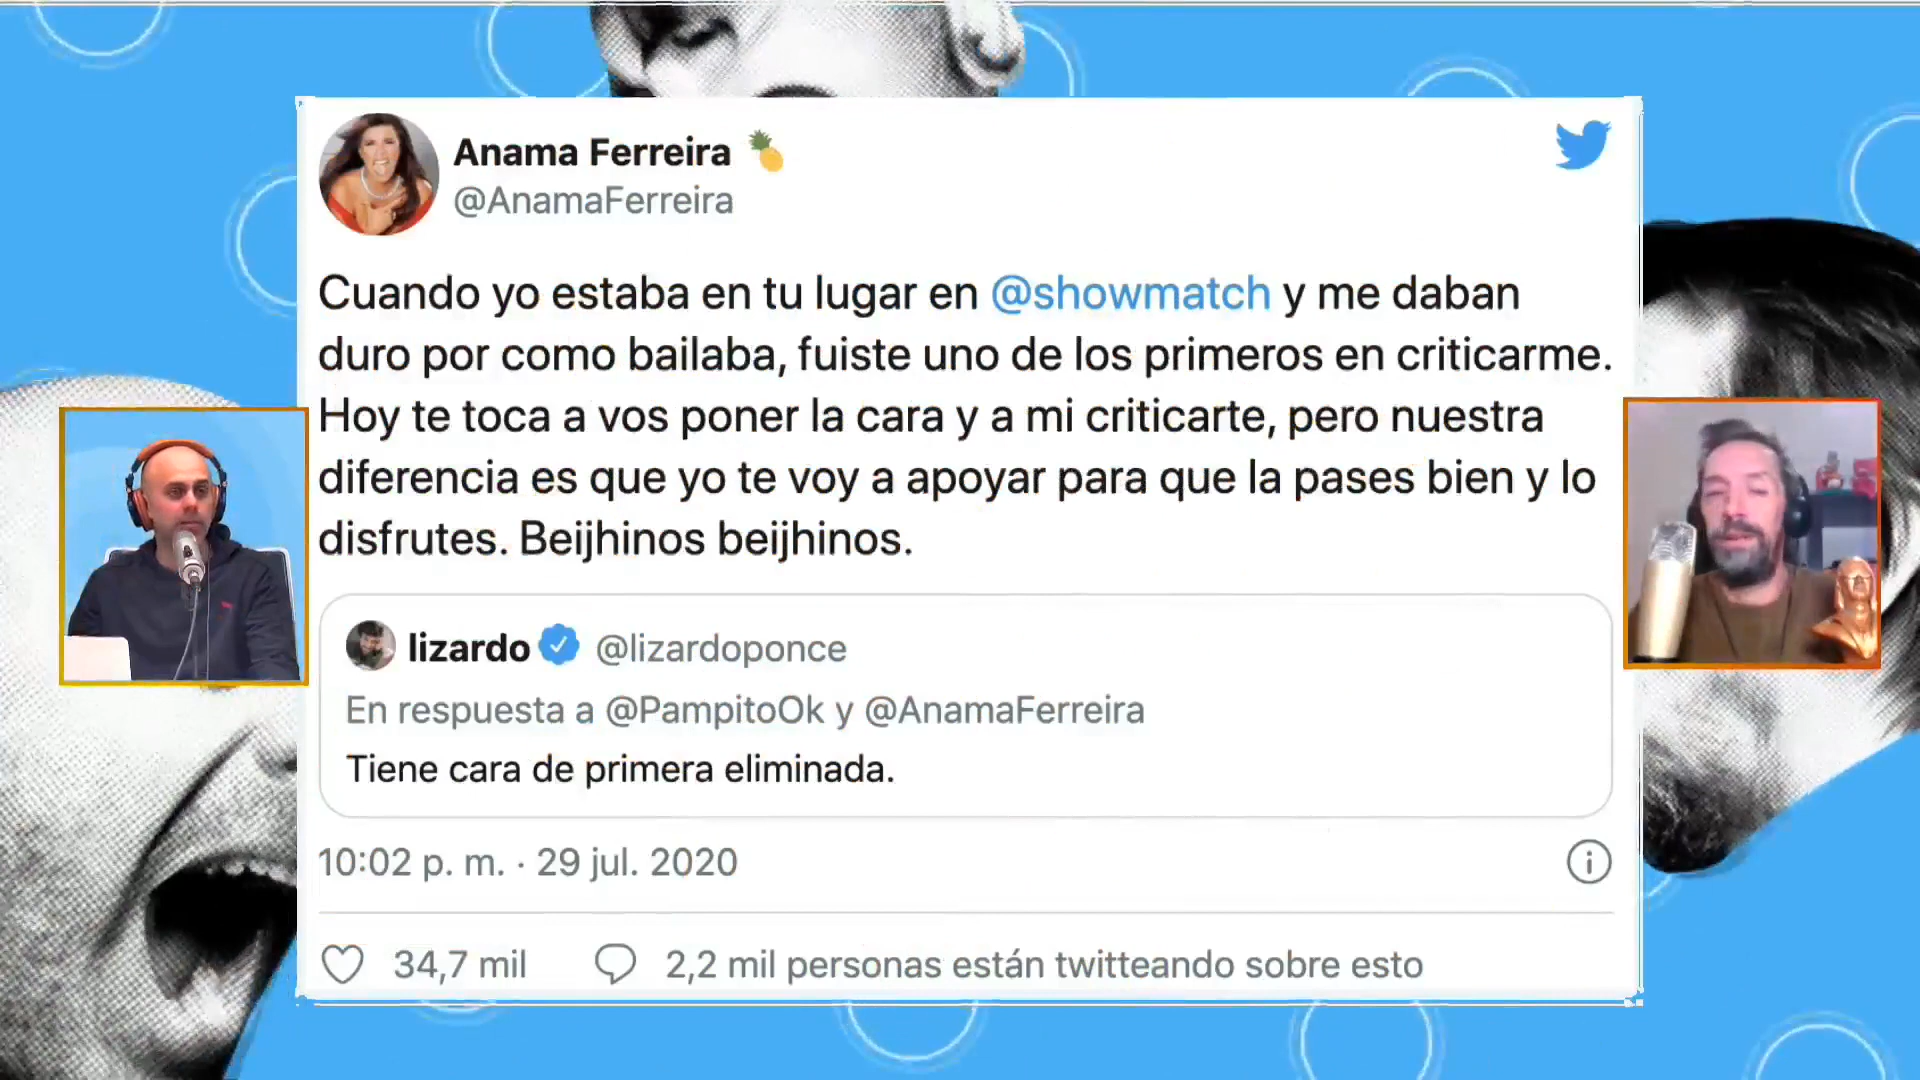 Anama Ferreira 🍍
@AnamaFerreira
Cuando yo estaba en tu lugar en @showmatch y me daban
duro por como bailaba, fuiste uno de los primeros en criticarme.
Hoy te toca a vos poner la cara y a mi criticarte, pero nuestra
diferencia es que yo te voy a apoyar para que la pases bien y lo
disfrutes. Beijhinos beijhinos.
lizardo @lizardoponce
En respuesta a @PampitoOk y @AnamaFerreira
Tiene cara de primera eliminada.
10:02 p. m. · 29 jul. 2020
34,7 mil 2,2 mil personas están twitteando sobre esto